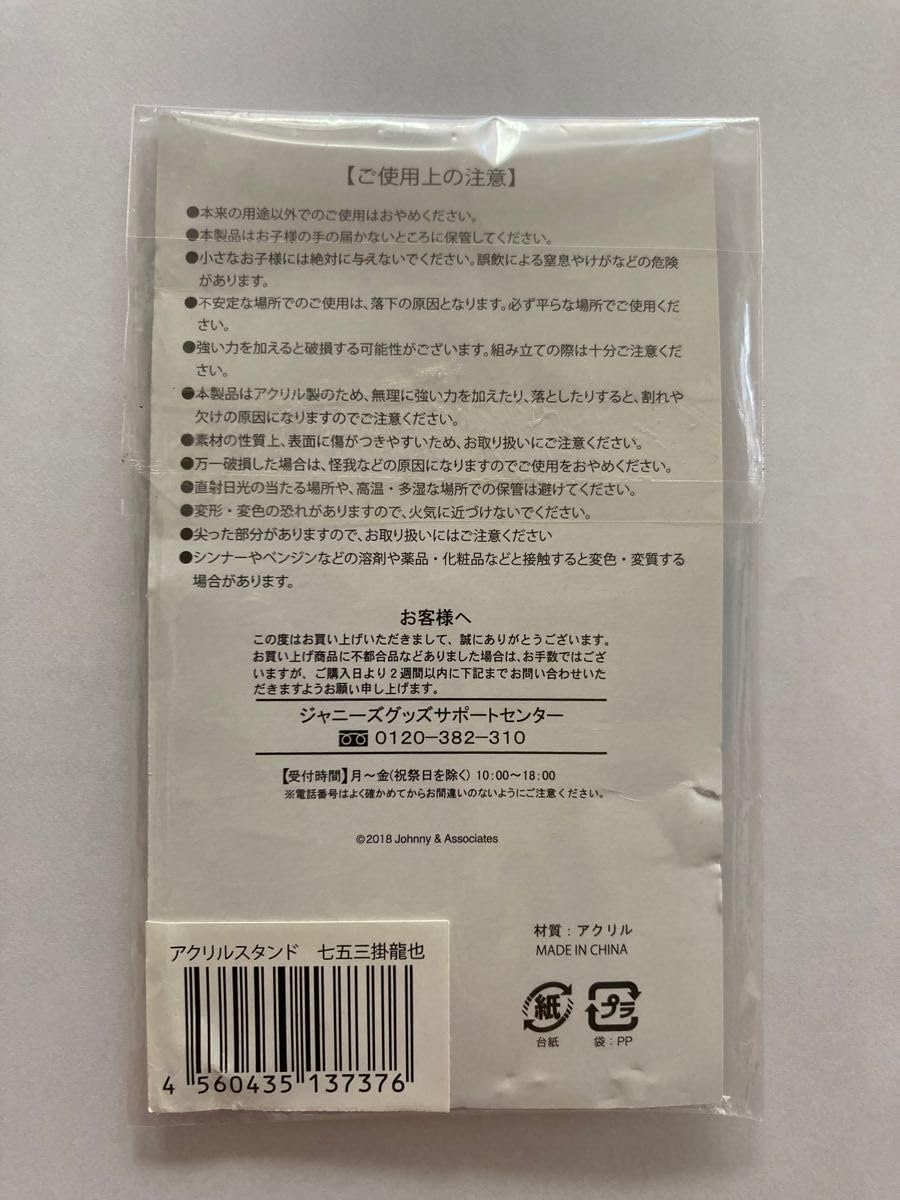 【ご使用上の注意】
●本来の用途以外でのご使用はおやめください。
●本製品はお子様の手の届かないところに保管してください。
●小さなお子様には絶対に与えないでください。誤飲による窒息やけがなどの危険
があります。
●不安定な場所でのご使用は、落下の原因となります。必ず平らな場所でご使用くだ
さい。
●強い力を加えると破損する可能性がございます。組み立ての際は十分ご注意くだ
さい。
●本製品はアクリル製のため、無理に強い力を加えたり、落としたりすると、割れや
欠けの原因になりますのでご注意ください。
●素材の性質上、表面に傷がつきやすいため、お取り扱いにご注意ください。
●万一破損した場合は、怪我などの原因になりますのでご使用をおやめください。
●直射日光の当たる場所や、高温・多湿な場所での保管は避けてください。
●変形・変色の恐れがありますので、火気に近づけないでください。
●尖った部分がありますので、お取り扱いにはご注意ください
●シンナーやベンジンなどの溶剤や薬品・化粧品などと接触すると変色・変質する
場合があります。
お客様へ
この度はお買い上げいただきまして、誠にありがとうございます。
お買い上げ商品に不都合品などありました場合は、お手数ではござ
いますが、ご購入日より2週間以内に下記までお問い合わせいた
だきますようお願い申し上げます。
ジャニーズグッズサポートセンター
0120-382-310
【受付時間】月〜金(祝祭日を除く) 10:00〜18:00
※電話番号はよく確かめてからお間違いのないようにご注意ください。
©2018 Johnny & Associates
材質：アクリル
MADE IN CHINA
紙 プラ
台紙 袋：PP
アクリルスタンド 七五三掛龍也
4 560435 137376